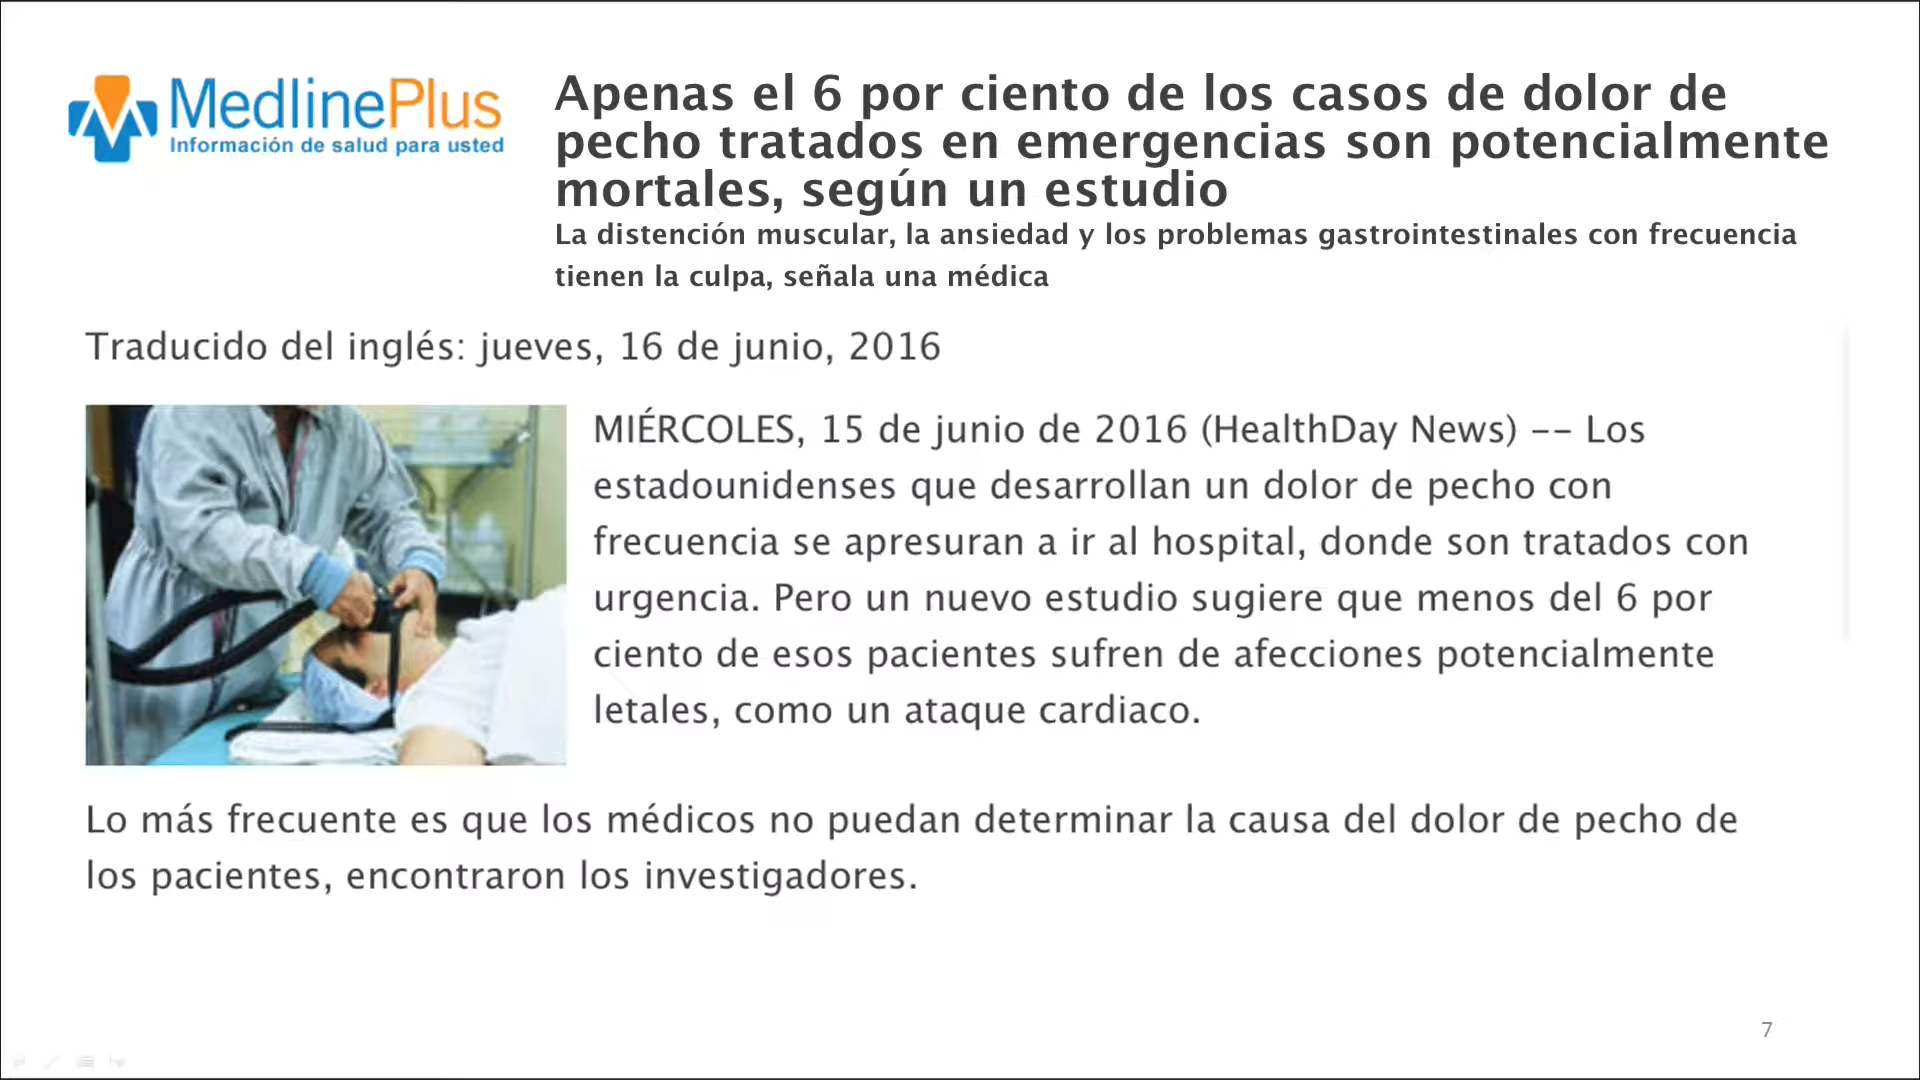 MedlinePlus
Información de salud para usted
Apenas el 6 por ciento de los casos de dolor de
pecho tratados en emergencias son potencialmente
mortales, según un estudio
La distención muscular, la ansiedad y los problemas gastrointestinales con frecuencia
tienen la culpa, señala una médica
Traducido del inglés: jueves, 16 de junio, 2016
MIÉRCOLES, 15 de junio de 2016 (HealthDay News) -- Los
estadounidenses que desarrollan un dolor de pecho con
frecuencia se apresuran a ir al hospital, donde son tratados con
urgencia. Pero un nuevo estudio sugiere que menos del 6 por
ciento de esos pacientes sufren de afecciones potencialmente
letales, como un ataque cardiaco.
Lo más frecuente es que los médicos no puedan determinar la causa del dolor de pecho de
los pacientes, encontraron los investigadores.
7